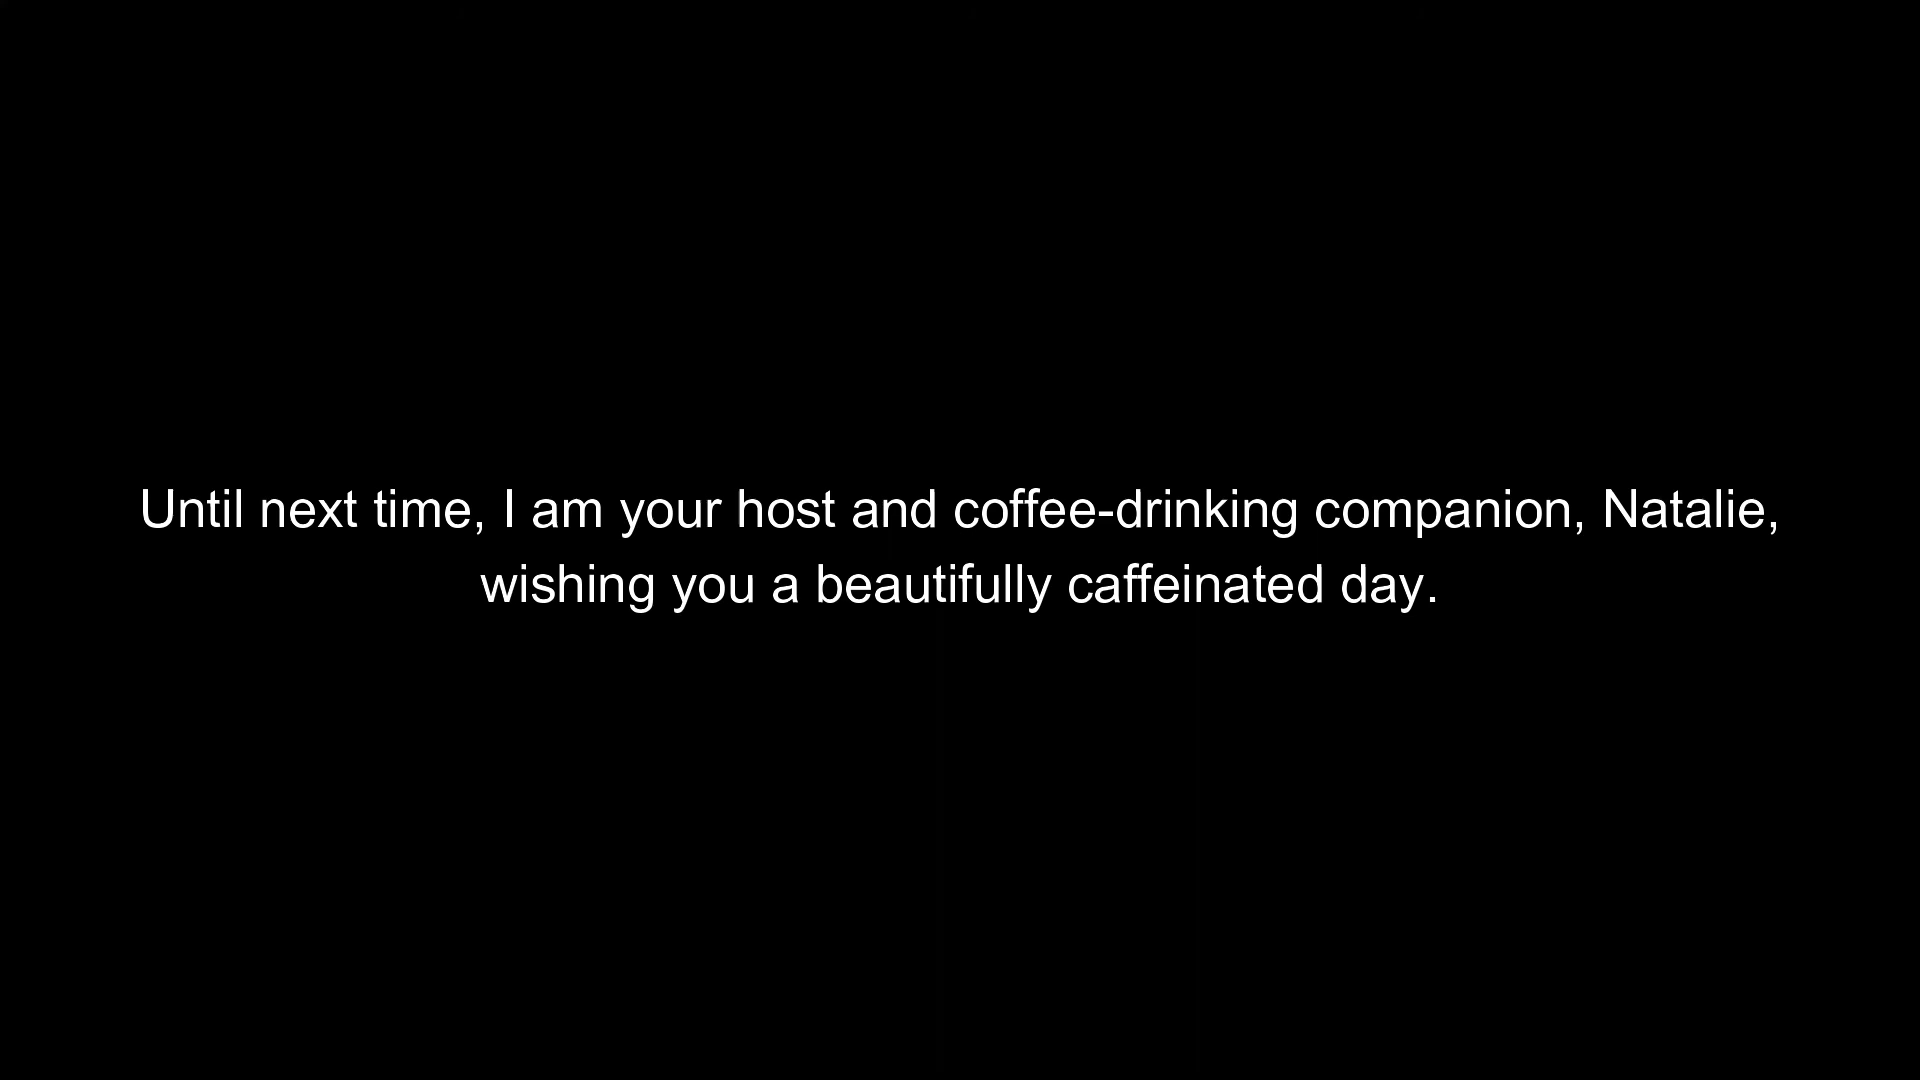 Until next time, I am your host and coffee-drinking companion, Natalie,
wishing you a beautifully caffeinated day.